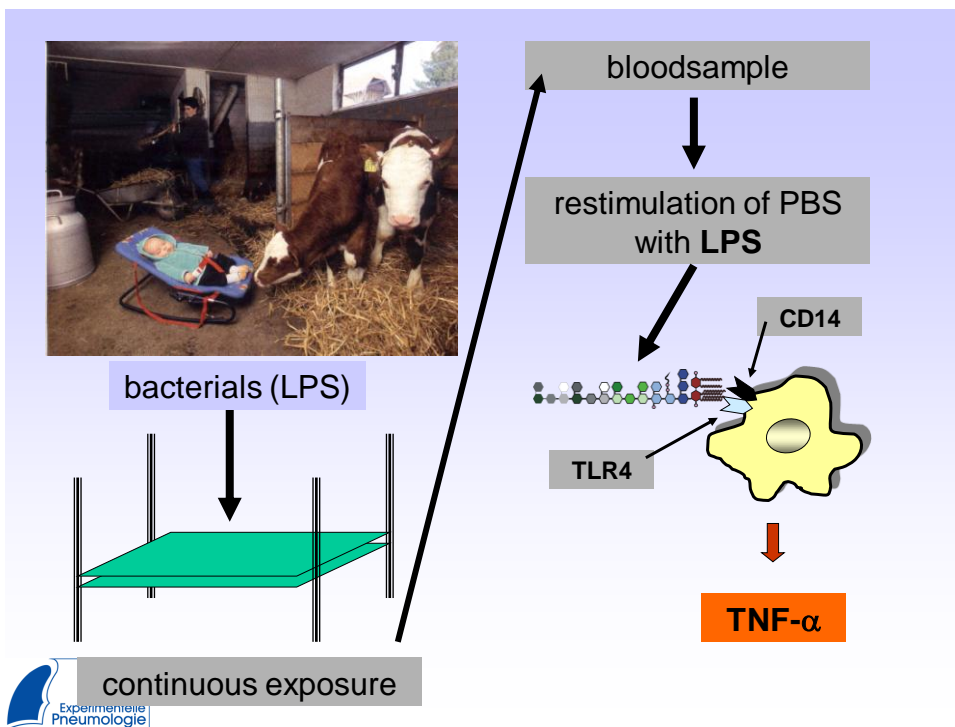 bacterials (LPS)
continuous exposure
bloodsample
restimulation of PBS
with LPS
CD14
TLR4
TNF-α
Experimentelle
Pneumologie